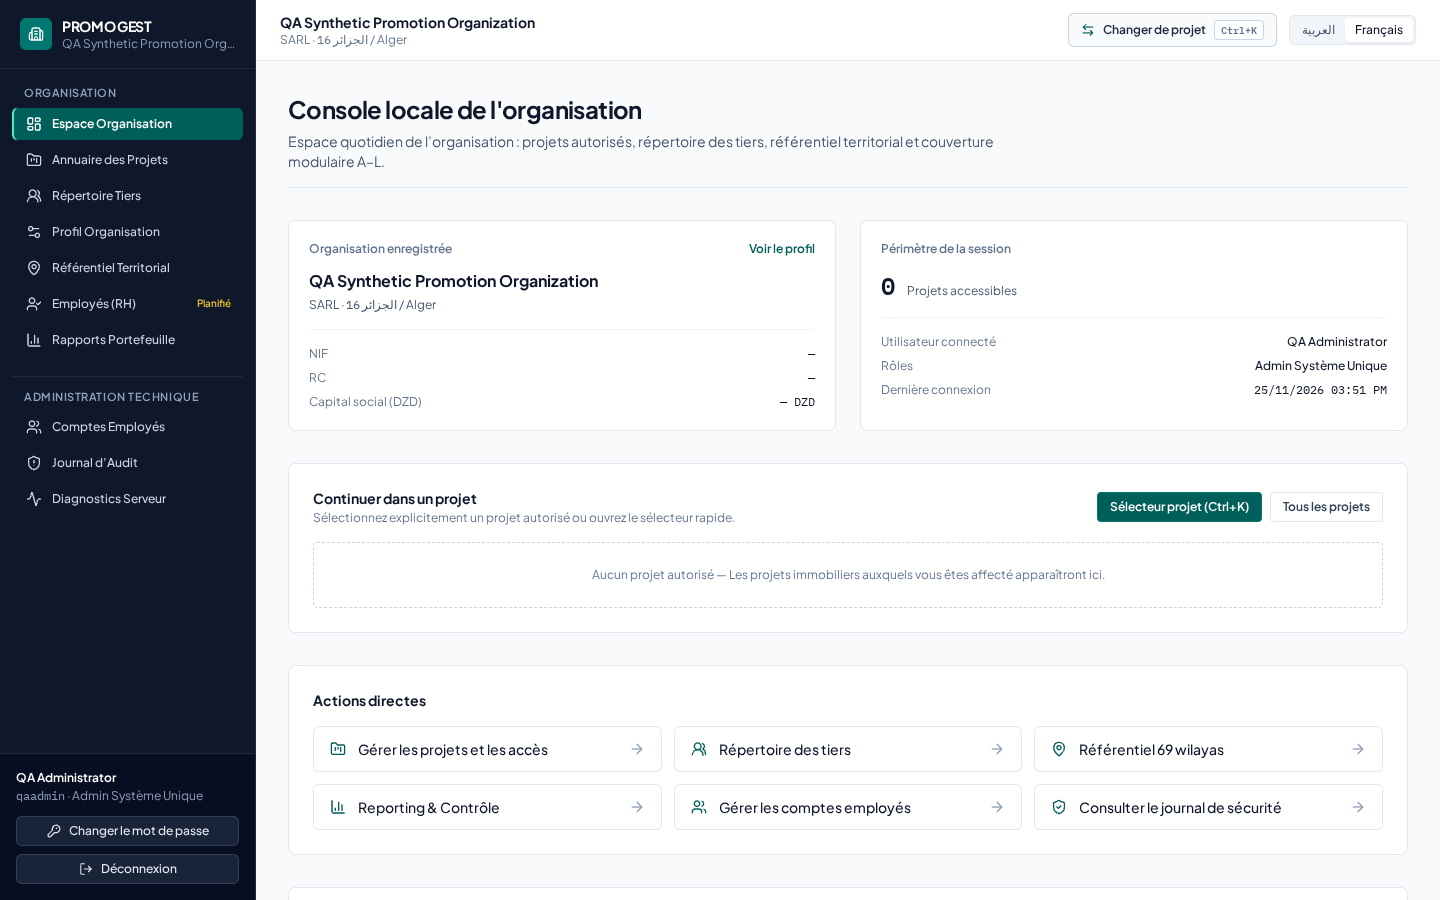 PROMOGEST
QA Synthetic Promotion Org...
ORGANISATION
Espace Organisation
Annuaire des Projets
Répertoire Tiers
Profil Organisation
Référentiel Territorial
Employés (RH) Planifié
Rapports Portefeuille
ADMINISTRATION TECHNIQUE
Comptes Employés
Journal d'Audit
Diagnostics Serveur
QA Administrator
qaadmin · Admin Système Unique
Changer le mot de passe
Déconnexion
QA Synthetic Promotion Organization
SARL · 16 الجزائر / Alger
Changer de projet Ctrl+K
العربية Français
Console locale de l'organisation
Espace quotidien de l'organisation : projets autorisés, répertoire des tiers, référentiel territorial et couverture
modulaire A–L.
Organisation enregistrée Voir le profil
QA Synthetic Promotion Organization
SARL · 16 الجزائر / Alger
NIF —
RC —
Capital social (DZD) — DZD
Périmètre de la session
0 Projets accessibles
Utilisateur connecté QA Administrator
Rôles Admin Système Unique
Dernière connexion 25/11/2026 03:51 PM
Continuer dans un projet
Sélectionnez explicitement un projet autorisé ou ouvrez le sélecteur rapide.
Sélecteur projet (Ctrl+K) Tous les projets
Aucun projet autorisé — Les projets immobiliers auxquels vous êtes affecté apparaîtront ici.
Actions directes
Gérer les projets et les accès
Répertoire des tiers
Référentiel 69 wilayas
Reporting & Contrôle
Gérer les comptes employés
Consulter le journal de sécurité